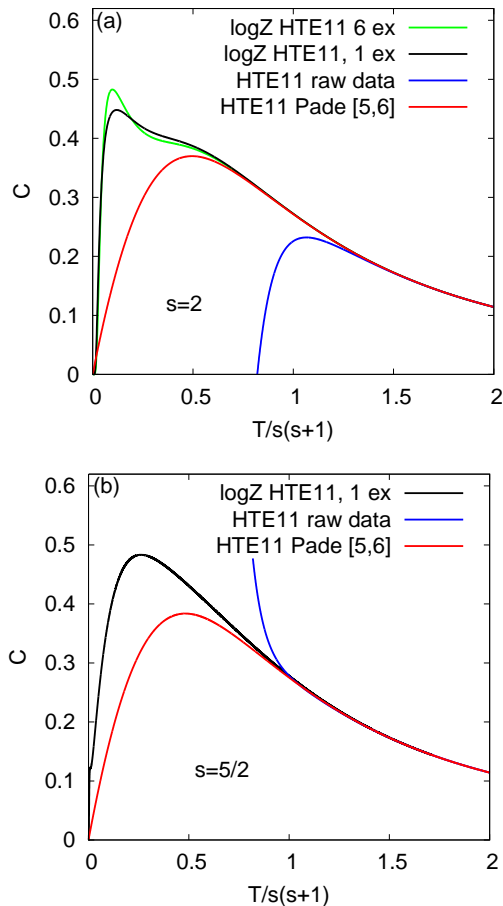 (a)
logZ HTE11 6 ex
logZ HTE11, 1 ex
HTE11 raw data
HTE11 Pade [5,6]
0.6
0.5
0.4
0.3
0.2
0.1
0
C
s=2
0 0.5 1 1.5 2
T/s(s+1)
(b)
logZ HTE11, 1 ex
HTE11 raw data
HTE11 Pade [5,6]
0.6
0.5
0.4
0.3
0.2
0.1
0
C
s=5/2
0 0.5 1 1.5 2
T/s(s+1)